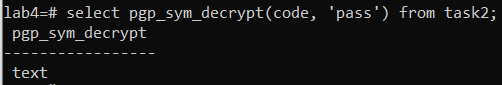 lab4=# select pgp_sym_decrypt(code, 'pass') from task2;
 pgp_sym_decrypt
-----------------
 text